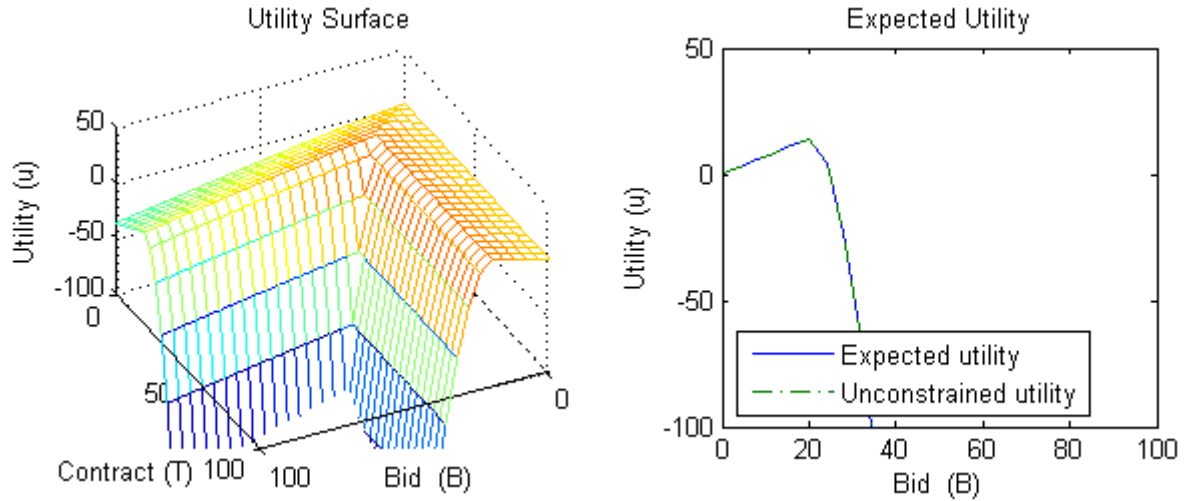 Utility Surface
Utility (u)
50
0
-50
-100
0
50
100
Contract (T)
100
0
Bid (B)
Expected Utility
Utility (u)
50
0
-50
-100
Expected utility
Unconstrained utility
0
20
40
60
80
100
Bid (B)